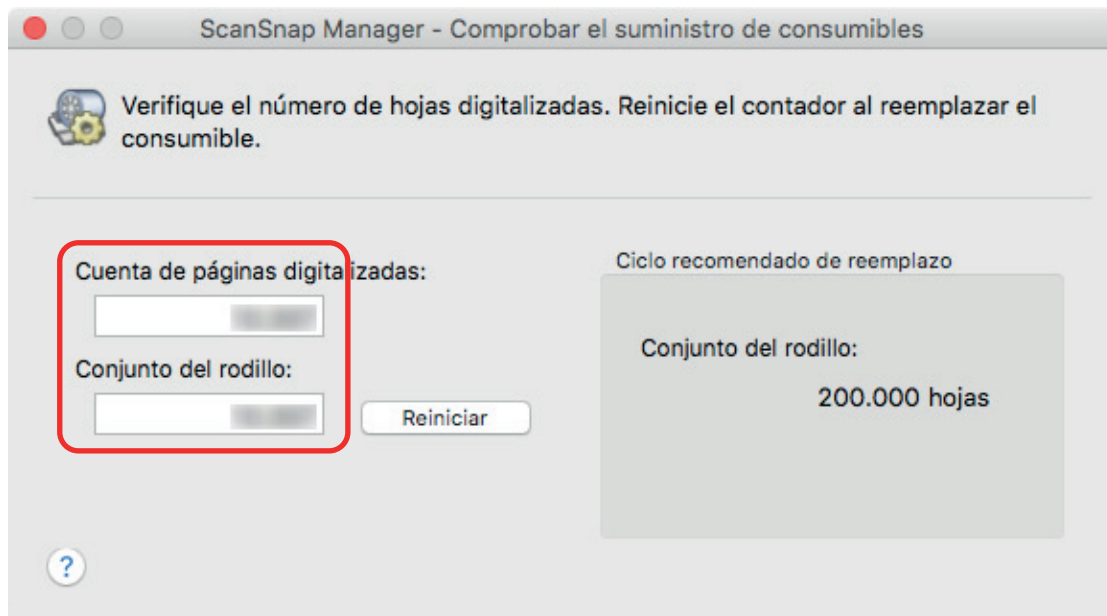 ScanSnap Manager - Comprobar el suministro de consumibles
Verifique el número de hojas digitalizadas. Reinicie el contador al reemplazar el
consumible.
Cuenta de páginas digitalizadas:
Conjunto del rodillo:
Reiniciar
Ciclo recomendado de reemplazo
Conjunto del rodillo:
200.000 hojas
?